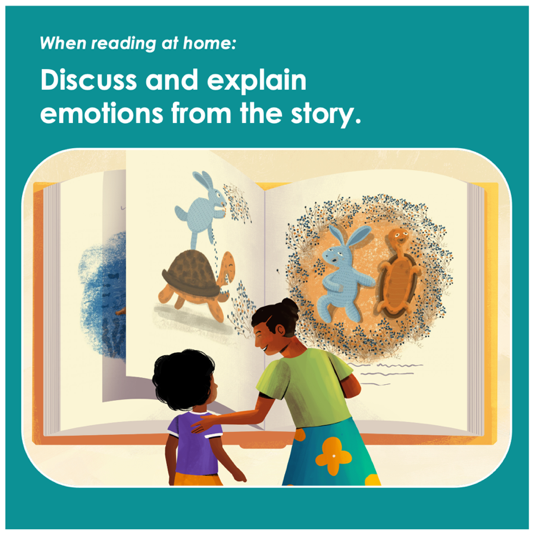 When reading at home:
Discuss and explain
emotions from the story.